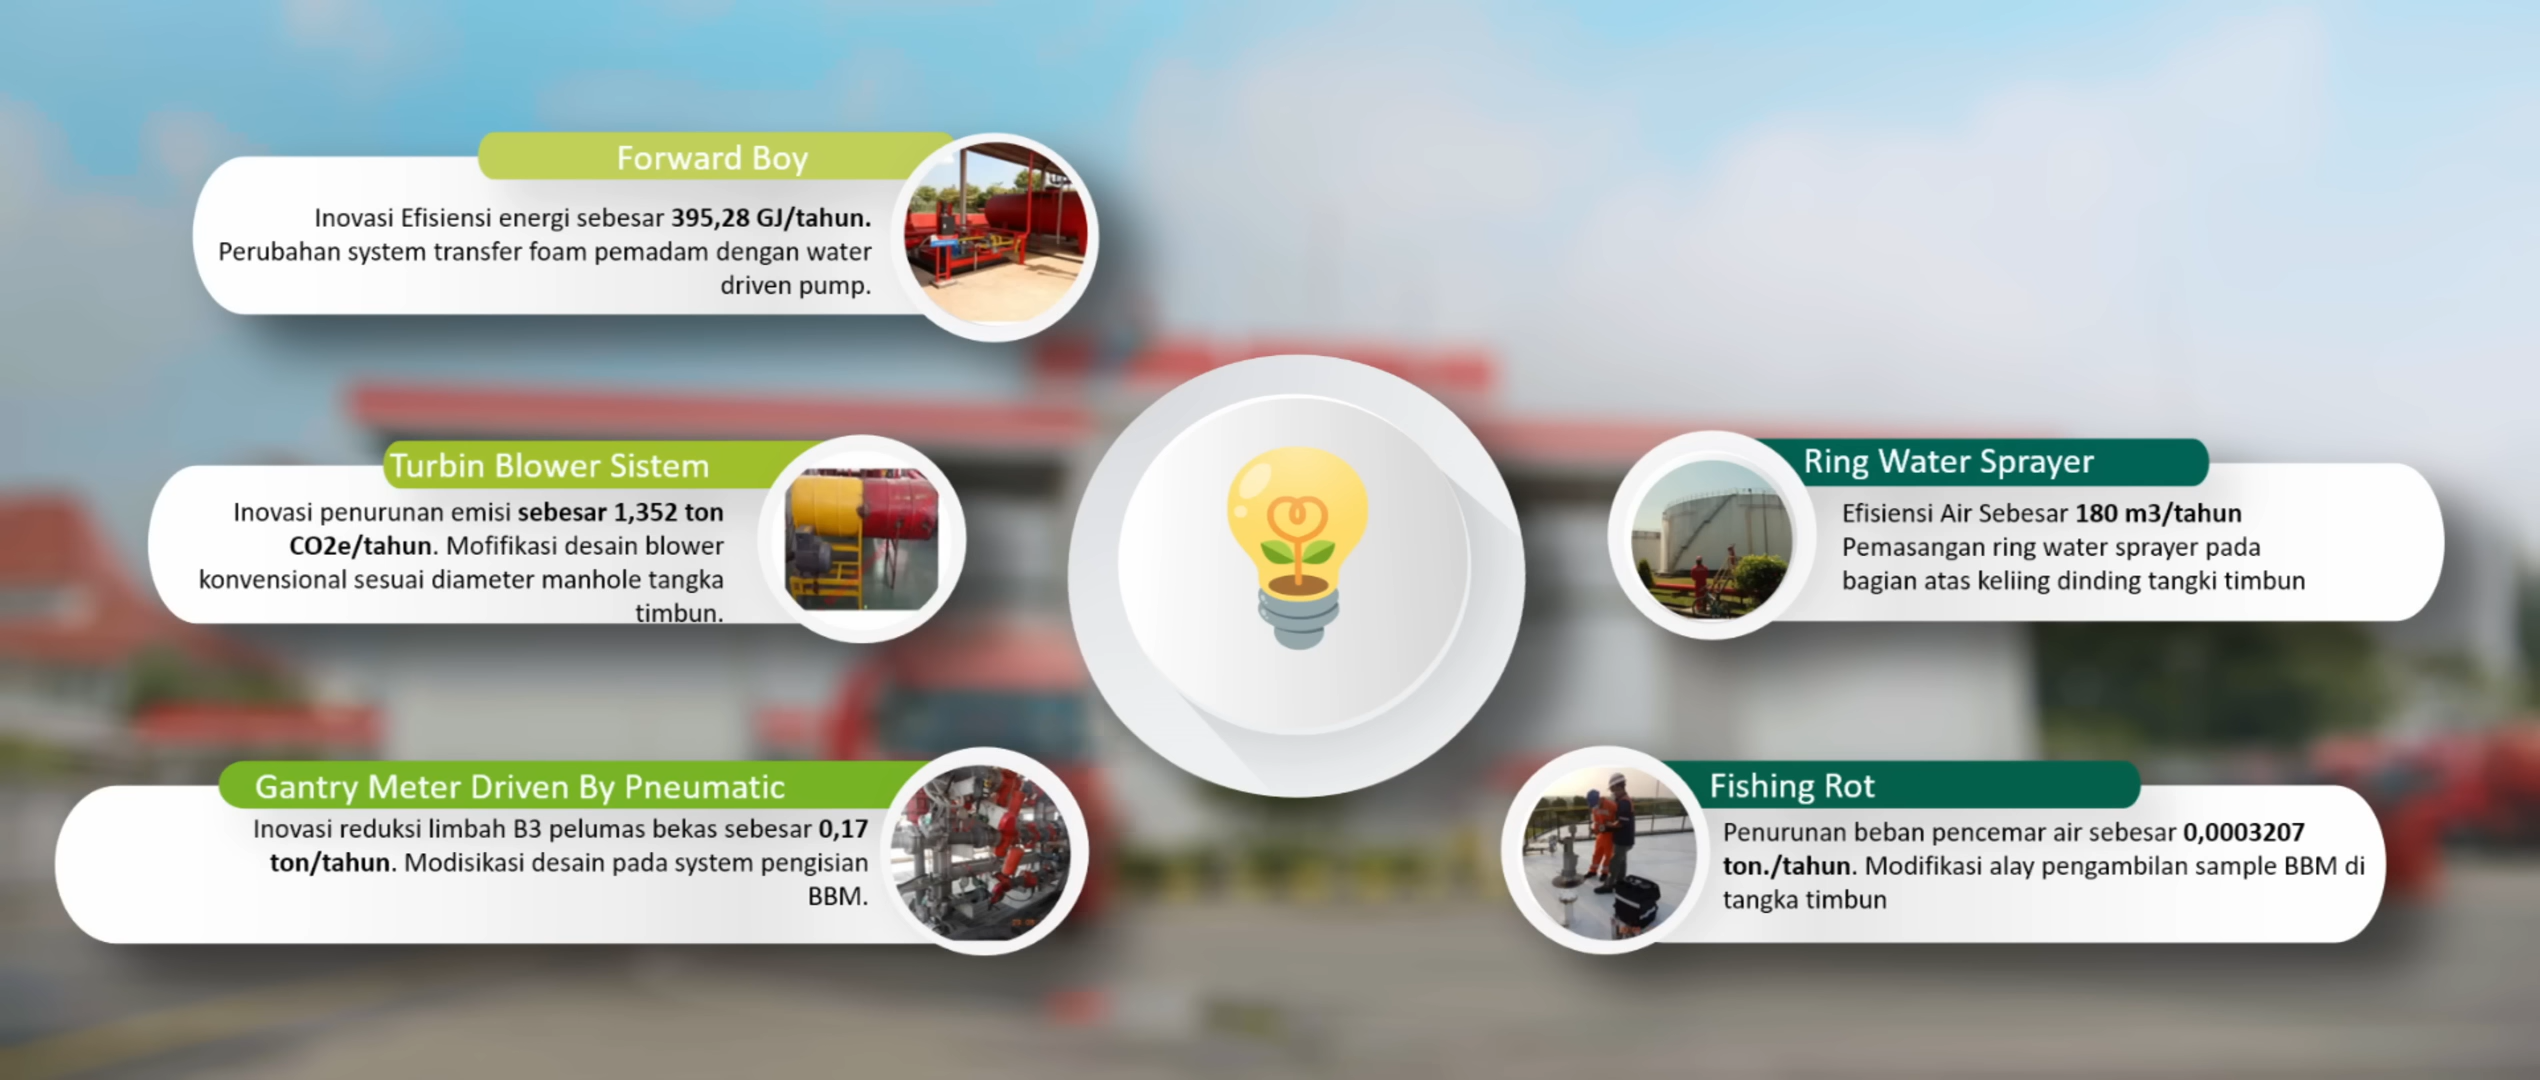 Forward Boy
Inovasi Efisiensi energi sebesar 395,28 GJ/tahun.
Perubahan system transfer foam pemadam dengan water
driven pump.
Turbin Blower Sistem
Inovasi penurunan emisi sebesar 1,352 ton
CO2e/tahun. Mofifikasi desain blower
konvensional sesuai diameter manhole tangka
timbun.
Gantry Meter Driven By Pneumatic
Inovasi reduksi limbah B3 pelumas bekas sebesar 0,17
ton/tahun. Modisikasi desain pada system pengisian
BBM.
Ring Water Sprayer
Efisiensi Air Sebesar 180 m3/tahun
Pemasangan ring water sprayer pada
bagian atas keliing dinding tangki timbun
Fishing Rot
Penurunan beban pencemar air sebesar 0,0003207
ton./tahun. Modifikasi alay pengambilan sample BBM di
tangka timbun